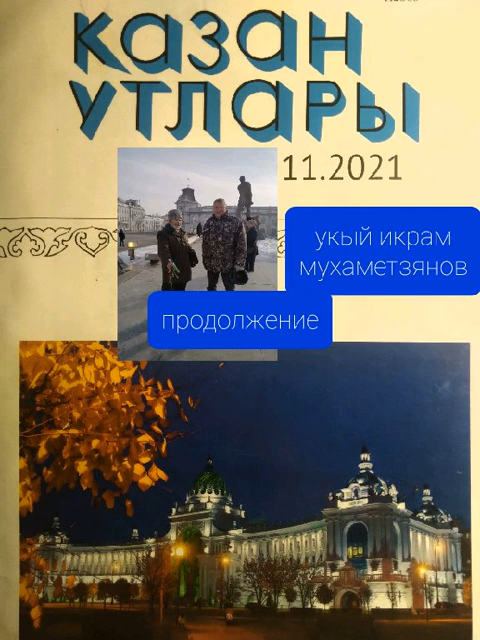 казан
утлары
11.2021
укый икрам
мухаметзянов
продолжение